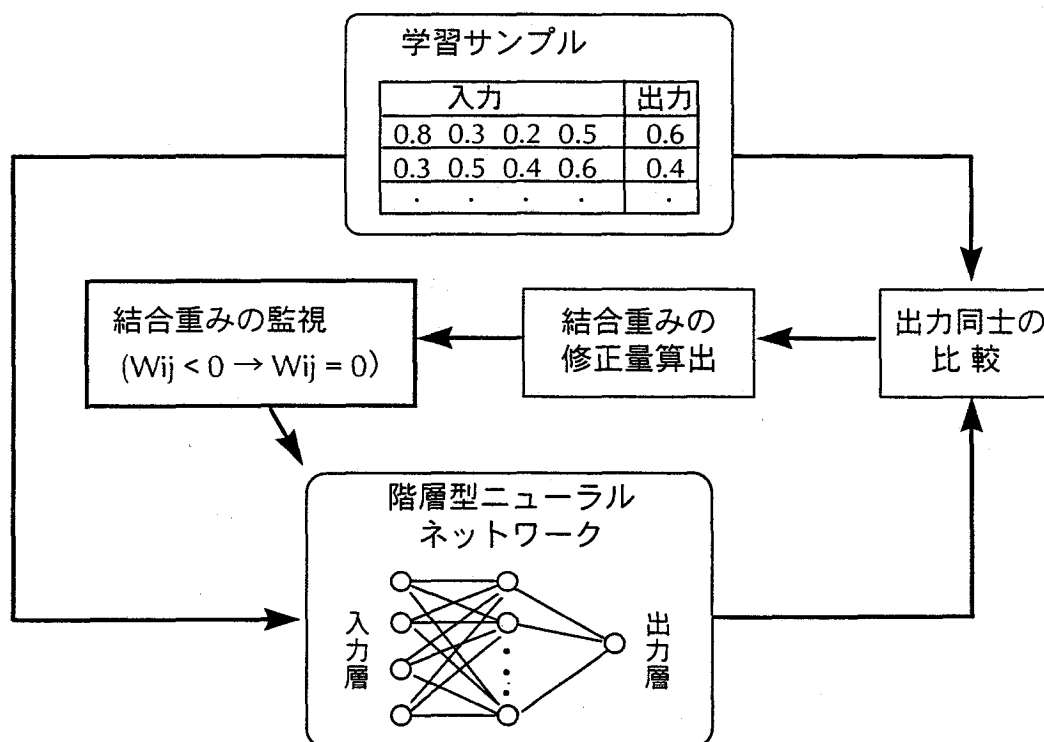 学習サンプル
入力 出力
0.8 0.3 0.2 0.5 0.6
0.3 0.5 0.4 0.6 0.4
. . . . .
結合重みの監視
(Wij < 0 → Wij = 0)
結合重みの
修正量算出
出力同士の
比較
階層型ニューラル
ネットワーク
入力層
出力層